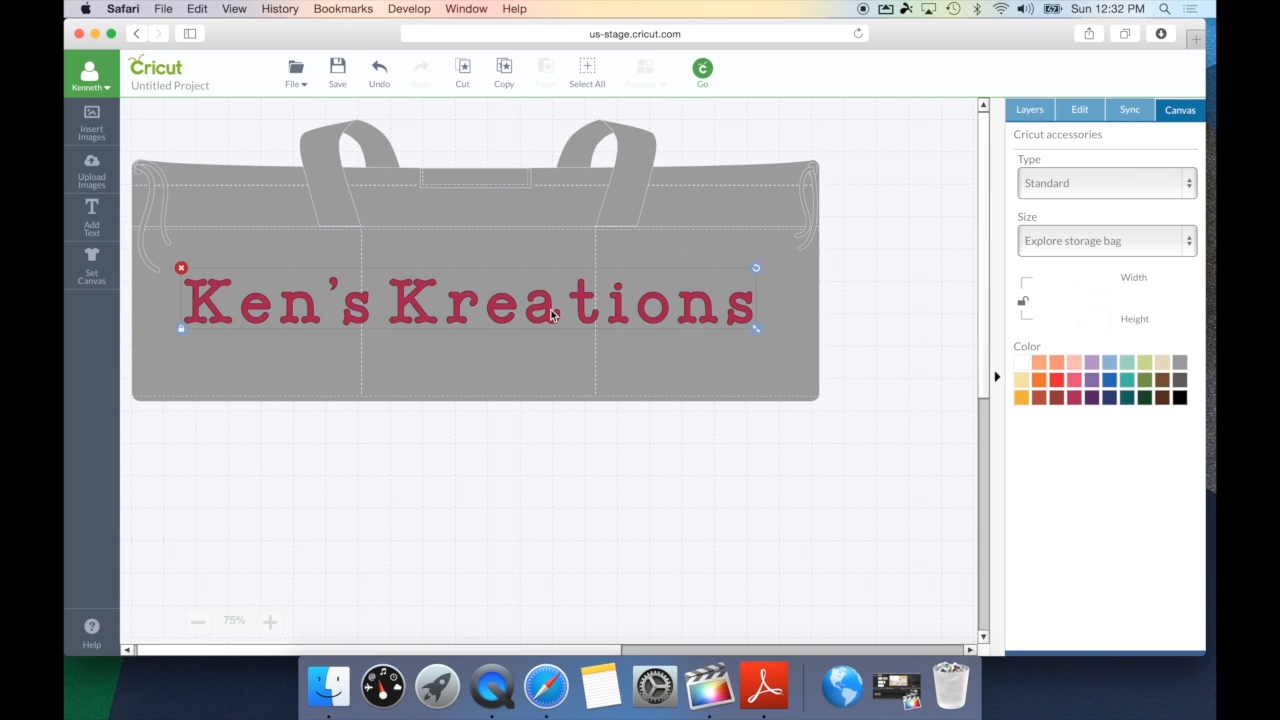 Safari File Edit View History Bookmarks Develop Window Help Sun 12:32 PM
us-stage.cricut.com
Kenneth
Cricut
Untitled Project
File Save Undo Redo Cut Copy Paste Select All Arrange Go
Insert
Images
Upload
Images
Add
Text
Set
Canvas
Help
Ken's Kreations
75%
Layers Edit Sync Canvas
Cricut accessories
Type
Standard
Size
Explore storage bag
Width
Height
Color